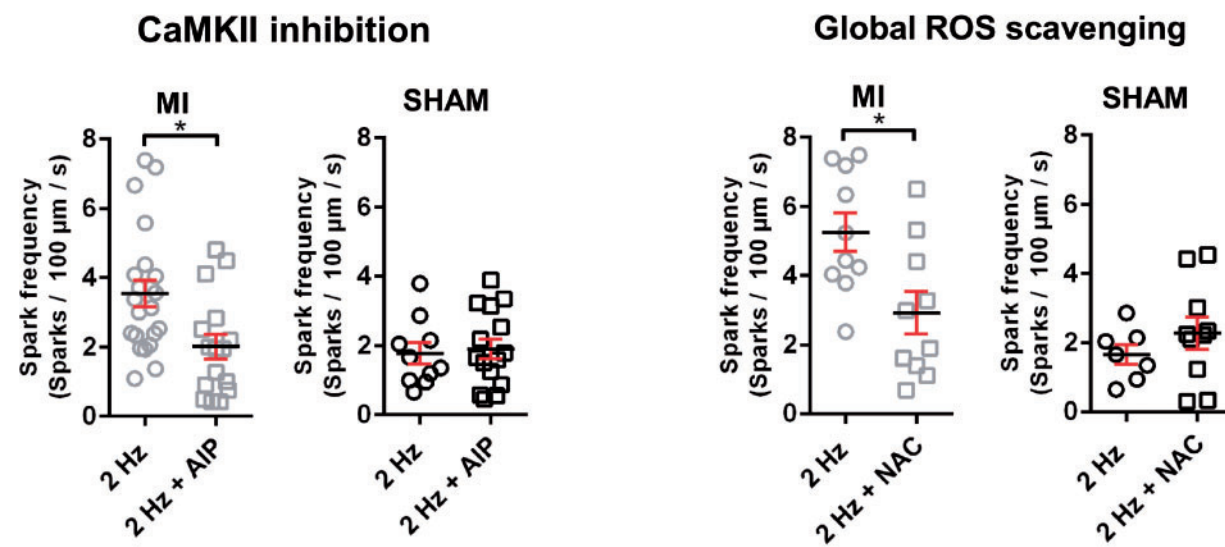 CaMKII inhibition
Global ROS scavenging
MI
*
Spark frequency
(Sparks / 100 µm / s)
8
6
4
2
0
2 Hz
2 Hz + AIP
SHAM
Spark frequency
(Sparks / 100 µm / s)
8
6
4
2
0
2 Hz
2 Hz + AIP
MI
*
Spark frequency
(Sparks / 100 µm / s)
8
6
4
2
0
2 Hz
2 Hz + NAC
SHAM
Spark frequency
(Sparks / 100 µm / s)
8
6
4
2
0
2 Hz
2 Hz + NAC